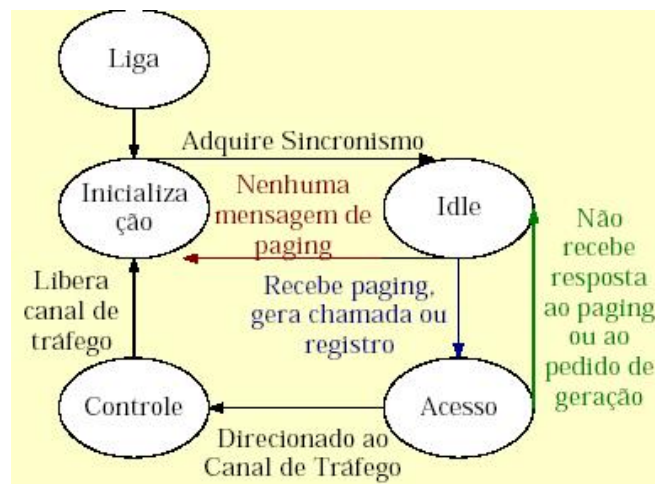 Liga
Adquire Sincronismo
Inicializa
ção
Nenhuma
mensagem de
paging
Idle
Não
recebe
resposta
ao paging
ou ao
pedido de
geração
Libera
canal de
tráfego
Recebe paging,
gera chamada ou
registro
Controle
Acesso
Direcionado ao
Canal de Tráfego